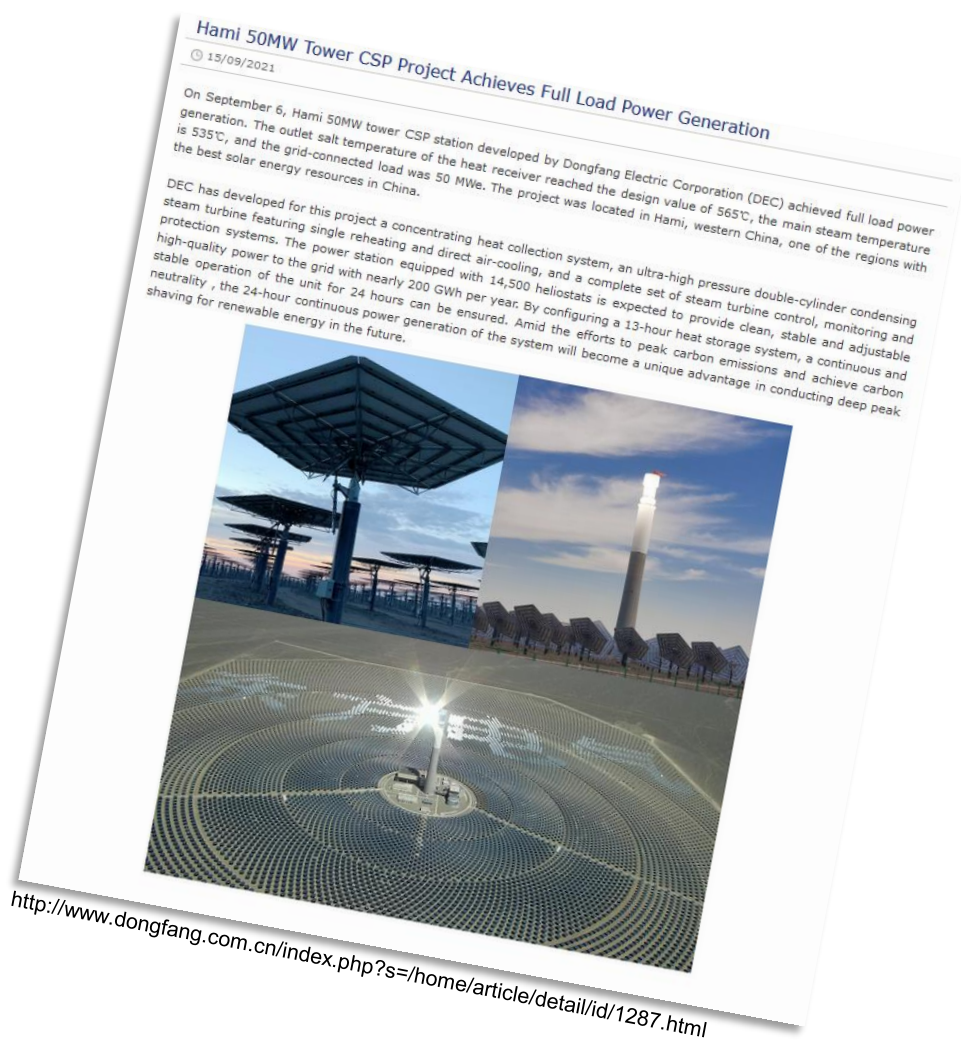 Hami 50MW Tower CSP Project Achieves Full Load Power Generation
15/09/2021
On September 6, Hami 50MW tower CSP station developed by Dongfang Electric Corporation (DEC) achieved full load power
generation. The outlet salt temperature of the heat receiver reached the design value of 565℃, the main steam temperature
is 535℃, and the grid-connected load was 50 MWe. The project was located in Hami, western China, one of the regions with
the best solar energy resources in China.
DEC has developed for this project a concentrating heat collection system, an ultra-high pressure double-cylinder condensing
steam turbine featuring single reheating and direct air-cooling, and a complete set of steam turbine control, monitoring and
protection systems. The power station equipped with 14,500 heliostats is expected to provide clean, stable and adjustable
high-quality power to the grid with nearly 200 GWh per year. By configuring a 13-hour heat storage system, a continuous and
stable operation of the unit for 24 hours can be ensured. Amid the efforts to peak carbon emissions and achieve carbon
neutrality , the 24-hour continuous power generation of the system will become a unique advantage in conducting deep peak
shaving for renewable energy in the future.
http://www.dongfang.com.cn/index.php?s=/home/article/detail/id/1287.html